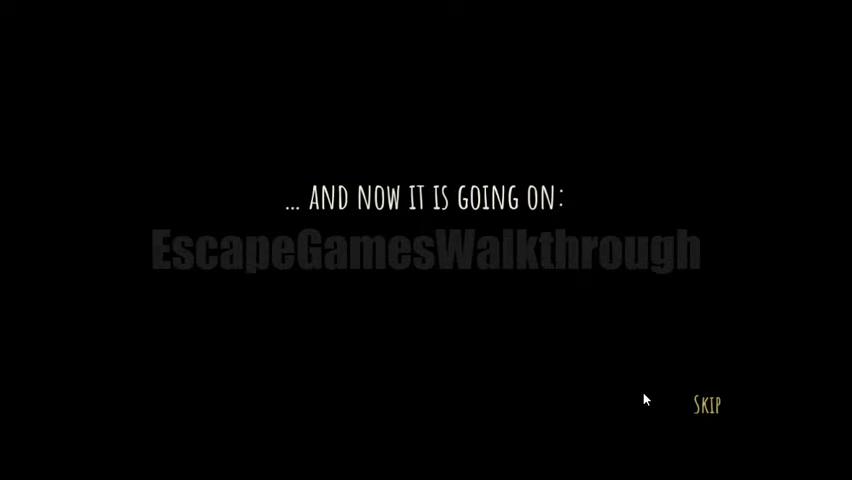 ... AND NOW IT IS GOING ON:
EscapeGamesWalkthrough
SKIP